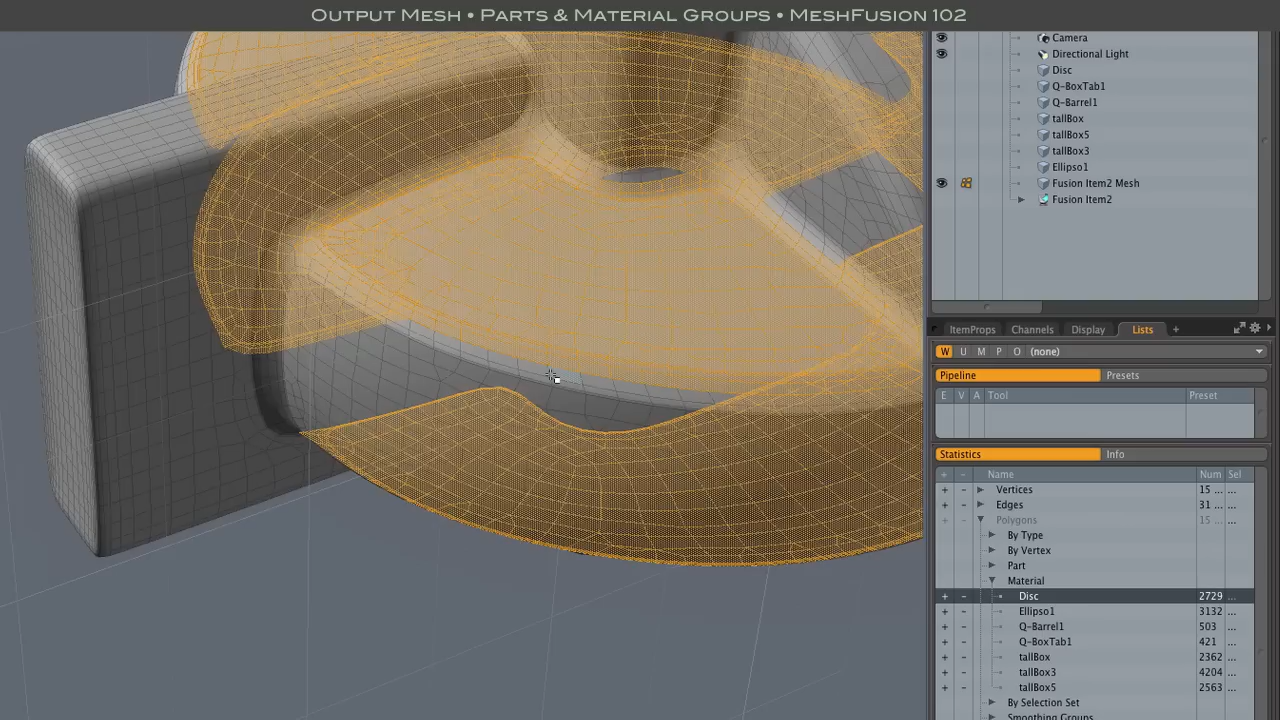 OUTPUT MESH • PARTS & MATERIAL GROUPS • MESHFUSION 102
Camera
Directional Light
Disc
Q-BoxTab1
Q-Barrel1
tallBox
tallBox5
tallBox3
Ellipso1
Fusion Item2 Mesh
Fusion Item2
ItemProps Channels Display Lists +
W U M P O (none)
Pipeline Presets
E V A Tool Preset
Statistics Info
+ - Name Num Sel
+ - Vertices 15 ... ...
+ - Edges 31 ... ...
+ - Polygons 15 ... ...
By Type
By Vertex
Part
Material
+ - Disc 2729 ...
+ - Ellipso1 3132 ...
+ - Q-Barrel1 503 ...
+ - Q-BoxTab1 421 ...
+ - tallBox 2362 ...
+ - tallBox3 4204 ...
+ - tallBox5 2563 ...
By Selection Set
Smoothing Groups